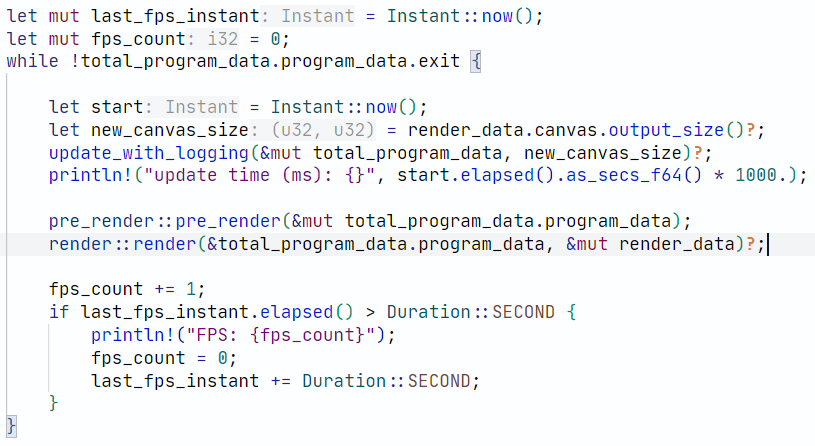 let mut last_fps_instant: Instant = Instant::now();
let mut fps_count: i32 = 0;
while !total_program_data.program_data.exit {
let start: Instant = Instant::now();
let new_canvas_size: (u32, u32) = render_data.canvas.output_size()?;
update_with_logging(&mut total_program_data, new_canvas_size)?;
println!("update time (ms): {}", start.elapsed().as_secs_f64() * 1000.);
pre_render::pre_render(&mut total_program_data.program_data);
render::render(&total_program_data.program_data, &mut render_data)?;
fps_count += 1;
if last_fps_instant.elapsed() > Duration::SECOND {
println!("FPS: {fps_count}");
fps_count = 0;
last_fps_instant += Duration::SECOND;
}
}